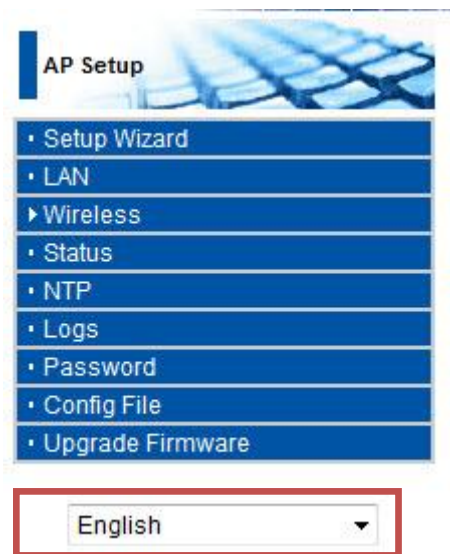 AP Setup
Setup Wizard
LAN
Wireless
Status
NTP
Logs
Password
Config File
Upgrade Firmware
English